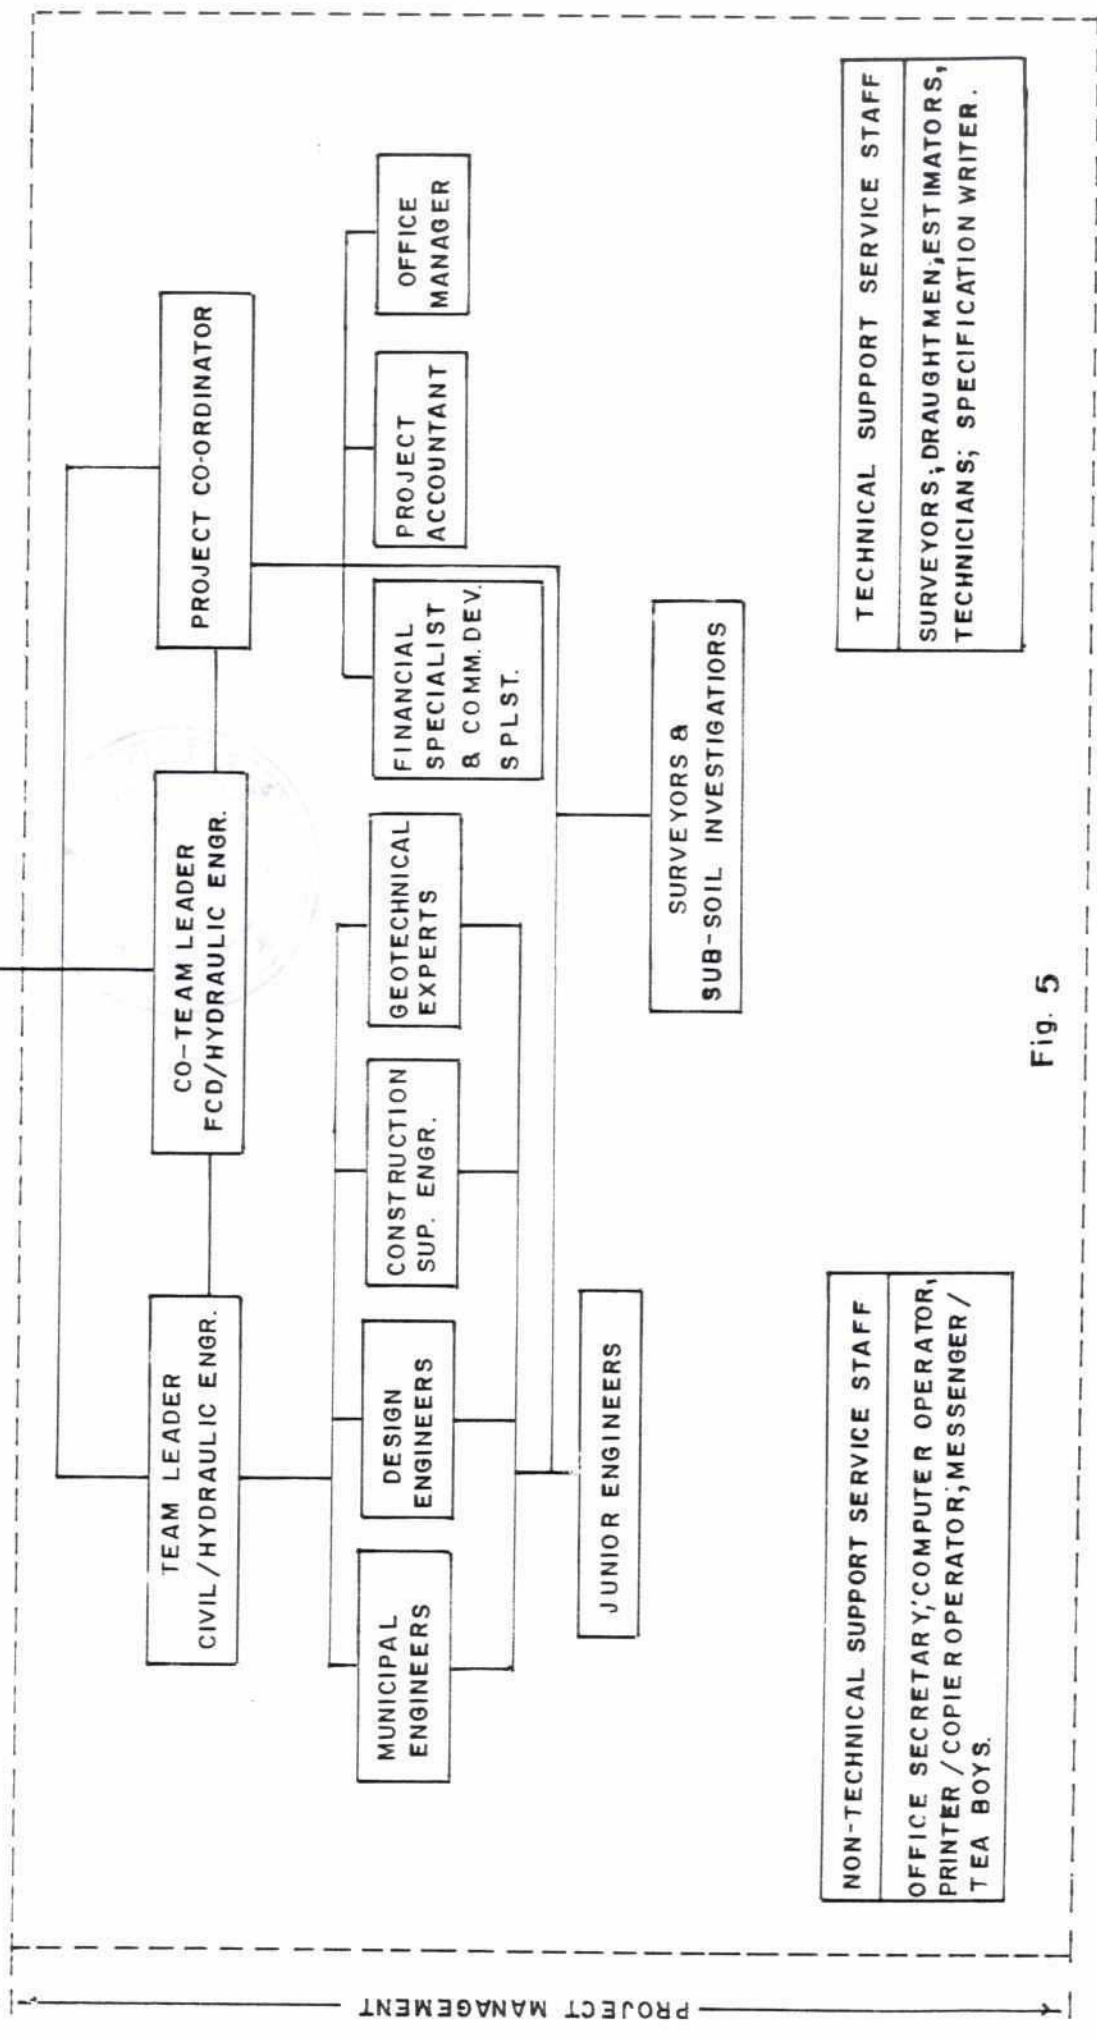 PROJECT MANAGEMENT
TEAM LEADER
CIVIL/HYDRAULIC ENGR.
CO-TEAM LEADER
FCD/HYDRAULIC ENGR.
PROJECT CO-ORDINATOR
MUNICIPAL
ENGINEERS
DESIGN
ENGINEERS
CONSTRUCTION
SUP. ENGR.
GEOTECHNICAL
EXPERTS
FINANCIAL
SPECIALIST
& COMM. DEV.
SPLST.
PROJECT
ACCOUNTANT
OFFICE
MANAGER
JUNIOR ENGINEERS
SURVEYORS &
SUB-SOIL INVESTIGATIORS
NON-TECHNICAL SUPPORT SERVICE STAFF
OFFICE SECRETARY; COMPUTER OPERATOR,
PRINTER / COPIER OPERATOR; MESSENGER /
TEA BOYS.
TECHNICAL SUPPORT SERVICE STAFF
SURVEYORS; DRAUGHTMEN; ESTIMATORS,
TECHNICIANS; SPECIFICATION WRITER.
Fig. 5